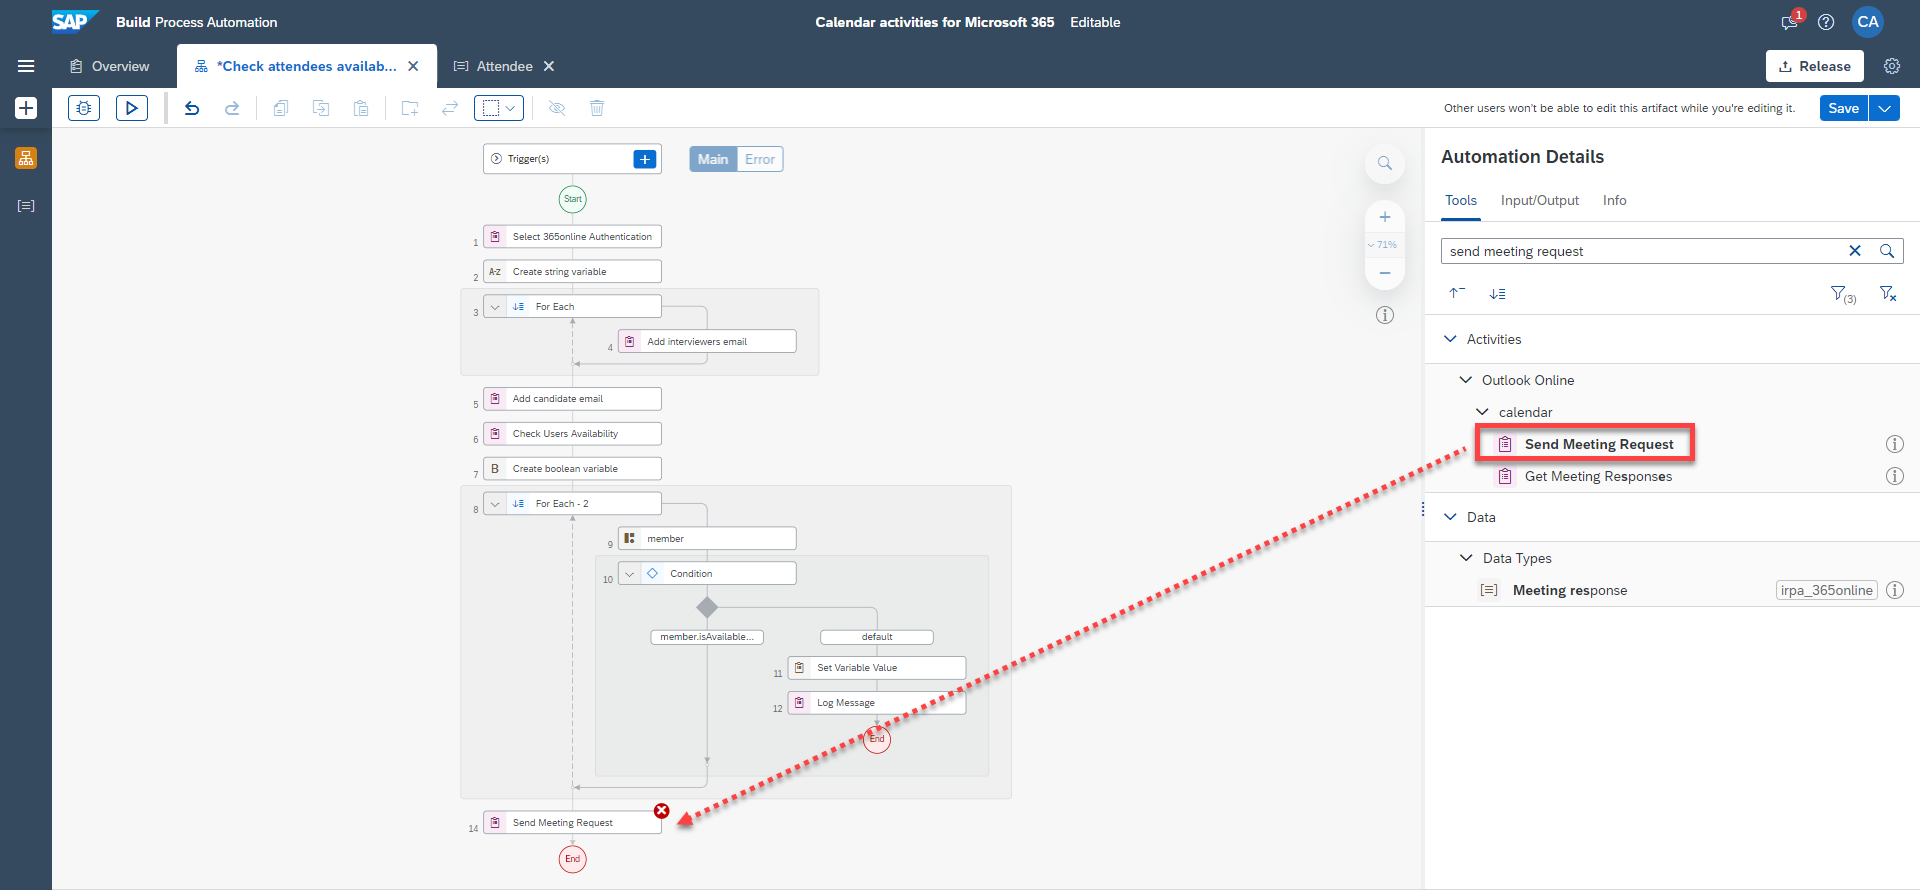 SAP Build Process Automation
Calendar activities for Microsoft 365 Editable
1
CA
Overview
*Check attendees availab...
Attendee
Release
Other users won't be able to edit this artifact while you're editing it.
Save
Trigger(s)
Main Error
Start
1 Select 365online Authentication
2 A-Z Create string variable
3 For Each
4 Add interviewers email
5 Add candidate email
6 Check Users Availability
7 B Create boolean variable
8 For Each - 2
9 member
10 Condition
member.isAvailable...
default
11 Set Variable Value
12 Log Message
End
14 Send Meeting Request
End
71%
Automation Details
Tools Input/Output Info
send meeting request
(3)
Activities
Outlook Online
calendar
Send Meeting Request
Get Meeting Responses
Data
Data Types
Meeting response irpa_365online